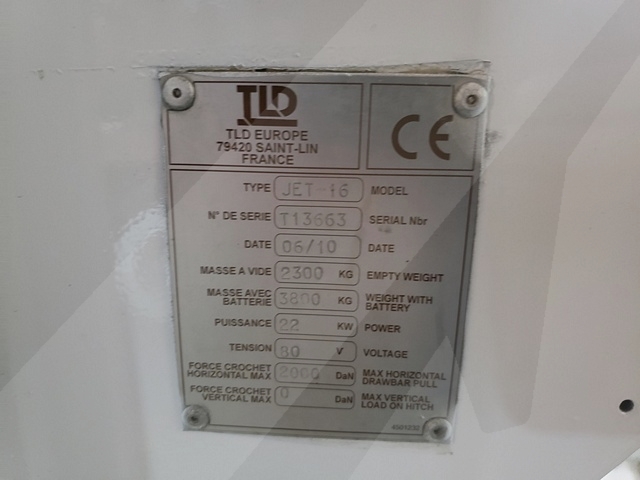 TLD
TLD EUROPE
79420 SAINT-LIN
FRANCE
CE
TYPE JET-16 MODEL
N° DE SERIE T13663 SERIAL Nbr
DATE 06/10 DATE
MASSE A VIDE 2300 KG EMPTY WEIGHT
MASSE AVEC BATTERIE 3800 KG WEIGHT WITH BATTERY
PUISSANCE 22 KW POWER
TENSION 80 V VOLTAGE
FORCE CROCHET HORIZONTAL MAX 2000 DaN MAX HORIZONTAL DRAWBAR PULL
FORCE CROCHET VERTICAL MAX 0 DaN MAX VERTICAL LOAD ON HITCH